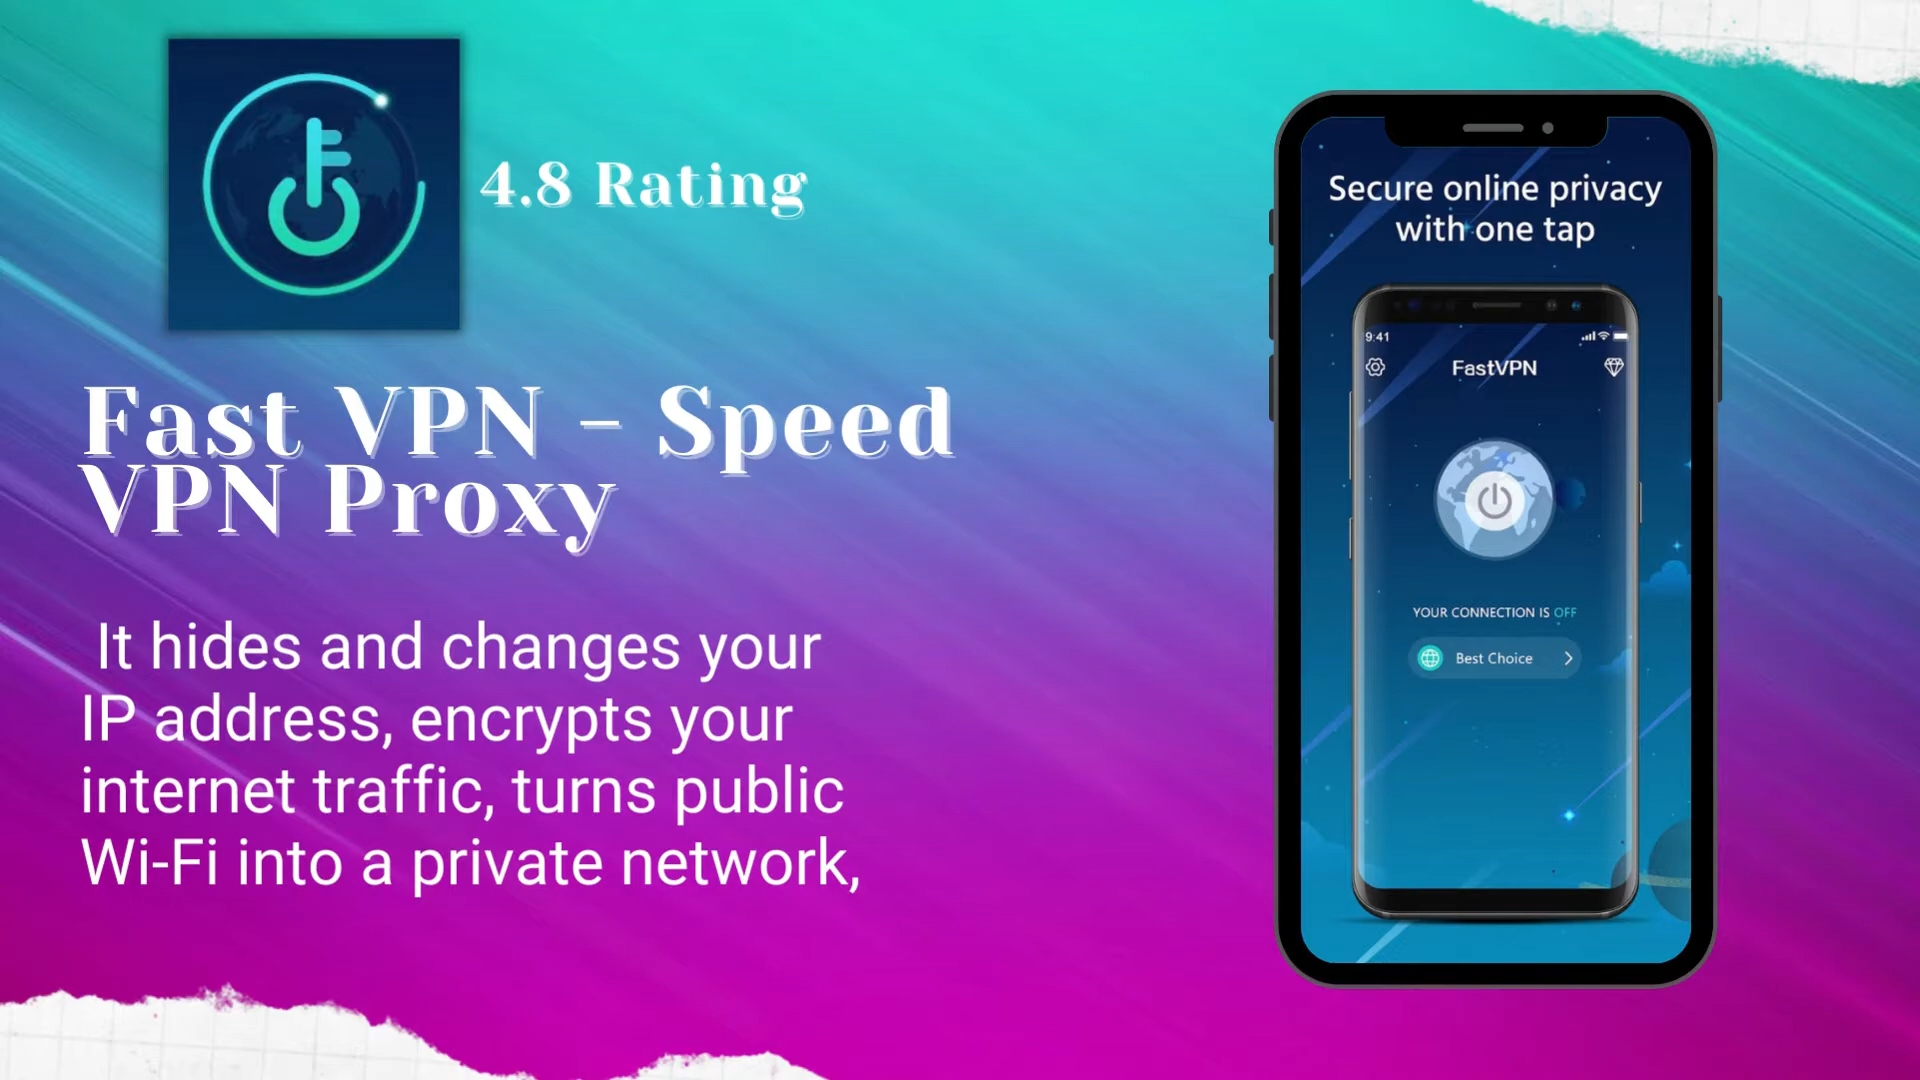 4.8 Rating
Fast VPN - Speed
VPN Proxy
It hides and changes your
IP address, encrypts your
internet traffic, turns public
Wi-Fi into a private network,
Secure online privacy
with one tap
9:41
FastVPN
YOUR CONNECTION IS OFF
Best Choice